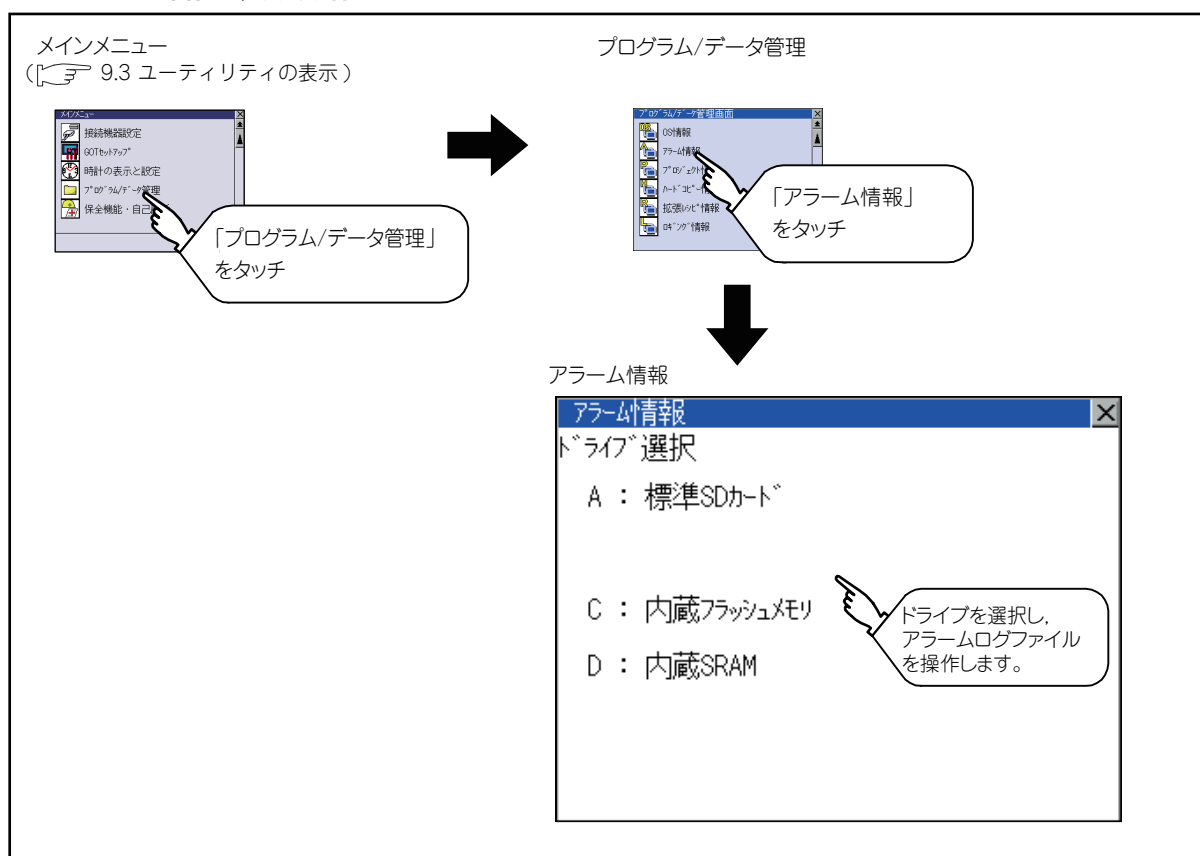 メインメニュー
( 9.3 ユーティリティの表示 )
メインメニュー
接続機器設定
GOTセットアップ
時計の表示と設定
プログラム/データ管理
保全機能・自己
「プログラム/データ管理」
をタッチ
プログラム/データ管理
プログラム/データ管理画面
OS情報
アラーム情報
プロジェクト情
カードコピー情
拡張レシピ情報
ロギング情報
「アラーム情報」
をタッチ
アラーム情報
アラーム情報
ドライブ選択
A : 標準SDカード
C : 内蔵フラッシュメモリ
D : 内蔵SRAM
ドライブを選択し,
アラームログファイル
を操作します。